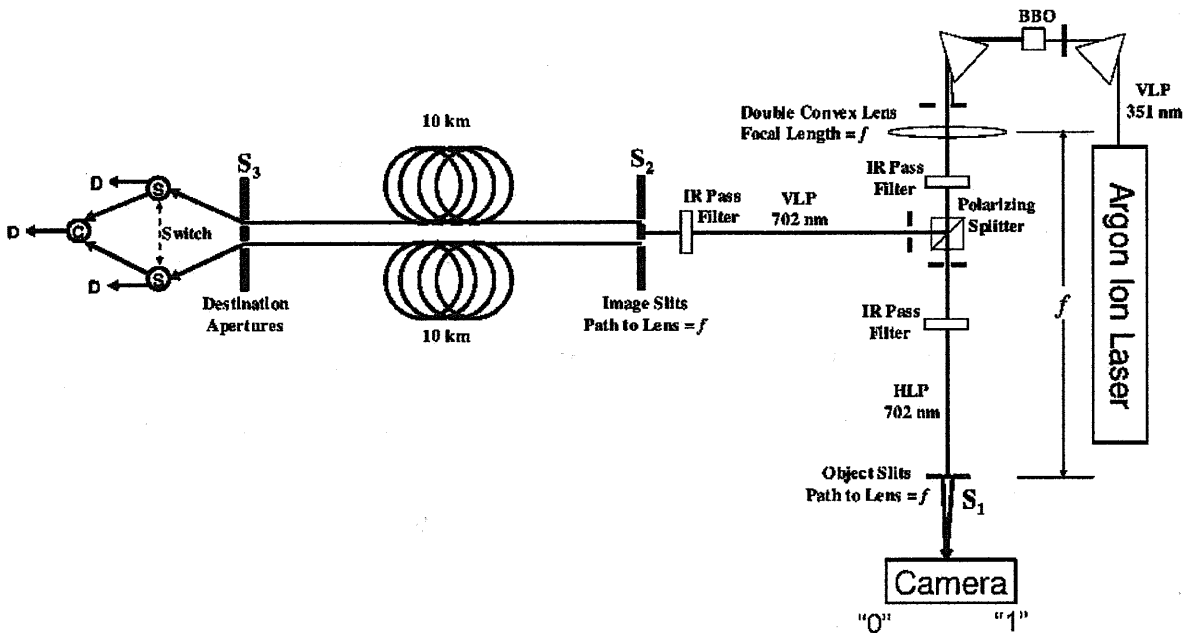 BBO
VLP
351 nm
Double Convex Lens
Focal Length = f
10 km
S3
S2
IR Pass
Filter
IR Pass
Filter
VLP
702 nm
Polarizing
Splitter
D
S
D
C
Switch
D
S
Destination
Apertures
10 km
Image Slits
Path to Lens = f
IR Pass
Filter
f
Argon Ion Laser
HLP
702 nm
Object Slits
Path to Lens = f
S1
Camera
"0"
"1"